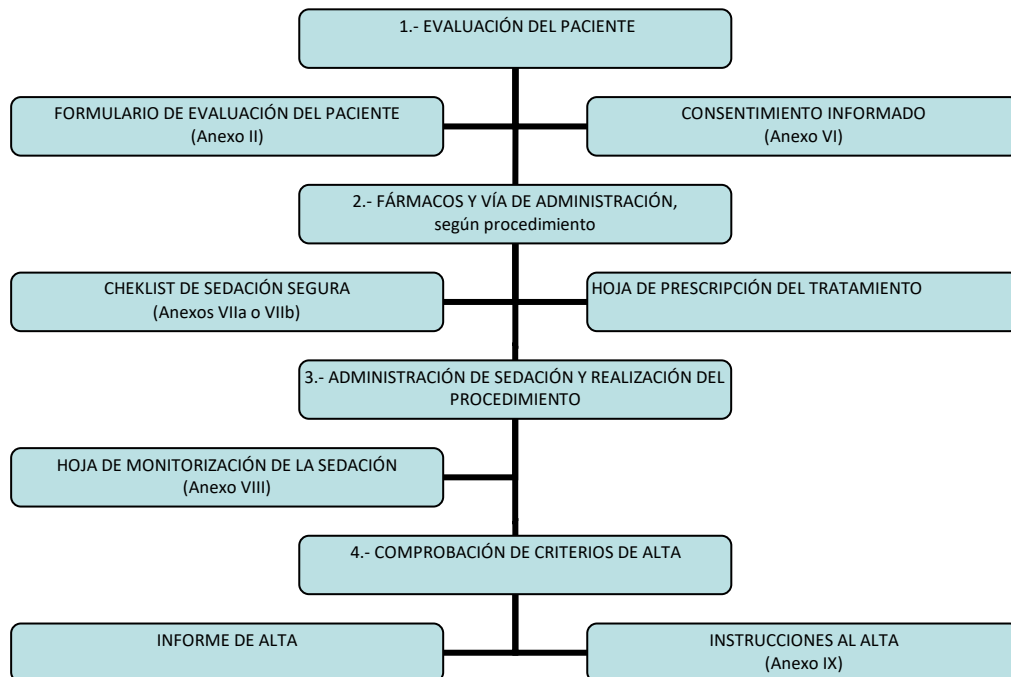 1.- EVALUACIÓN DEL PACIENTE
FORMULARIO DE EVALUACIÓN DEL PACIENTE
(Anexo II)
CONSENTIMIENTO INFORMADO
(Anexo VI)
2.- FÁRMACOS Y VÍA DE ADMINISTRACIÓN,
según procedimiento
CHEKLIST DE SEDACIÓN SEGURA
(Anexos VIIa o VIIb)
HOJA DE PRESCRIPCIÓN DEL TRATAMIENTO
3.- ADMINISTRACIÓN DE SEDACIÓN Y REALIZACIÓN DEL
PROCEDIMIENTO
HOJA DE MONITORIZACIÓN DE LA SEDACIÓN
(Anexo VIII)
4.- COMPROBACIÓN DE CRITERIOS DE ALTA
INFORME DE ALTA
INSTRUCCIONES AL ALTA
(Anexo IX)